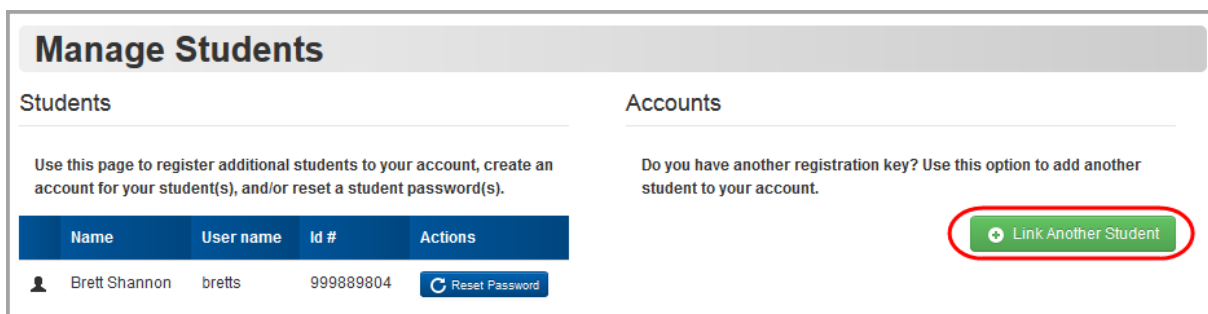 Manage Students
Students
Use this page to register additional students to your account, create an
account for your student(s), and/or reset a student password(s).
Name User name Id # Actions
Brett Shannon bretts 999889804 Reset Password
Accounts
Do you have another registration key? Use this option to add another
student to your account.
Link Another Student